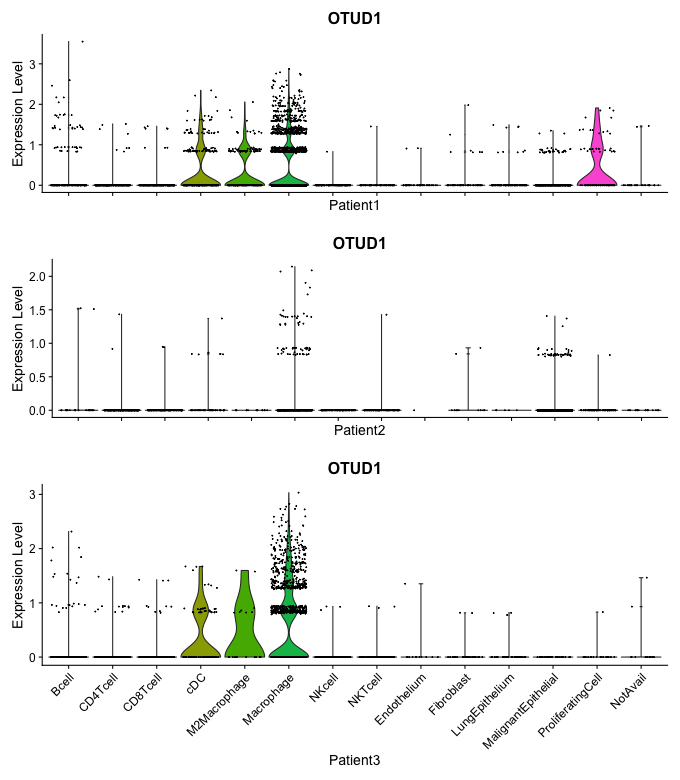 OTUD1
Expression Level
3
2
1
0
Patient1
OTUD1
Expression Level
2.0
1.5
1.0
0.5
0.0
Patient2
OTUD1
Expression Level
3
2
1
0
Bcell
CD4Tcell
CD8Tcell
cDC
M2Macrophage
Macrophage
NKcell
NKTcell
Endothelium
Fibroblast
LungEpithelium
MalignantEpithelial
ProliferatingCell
NotAvail
Patient3